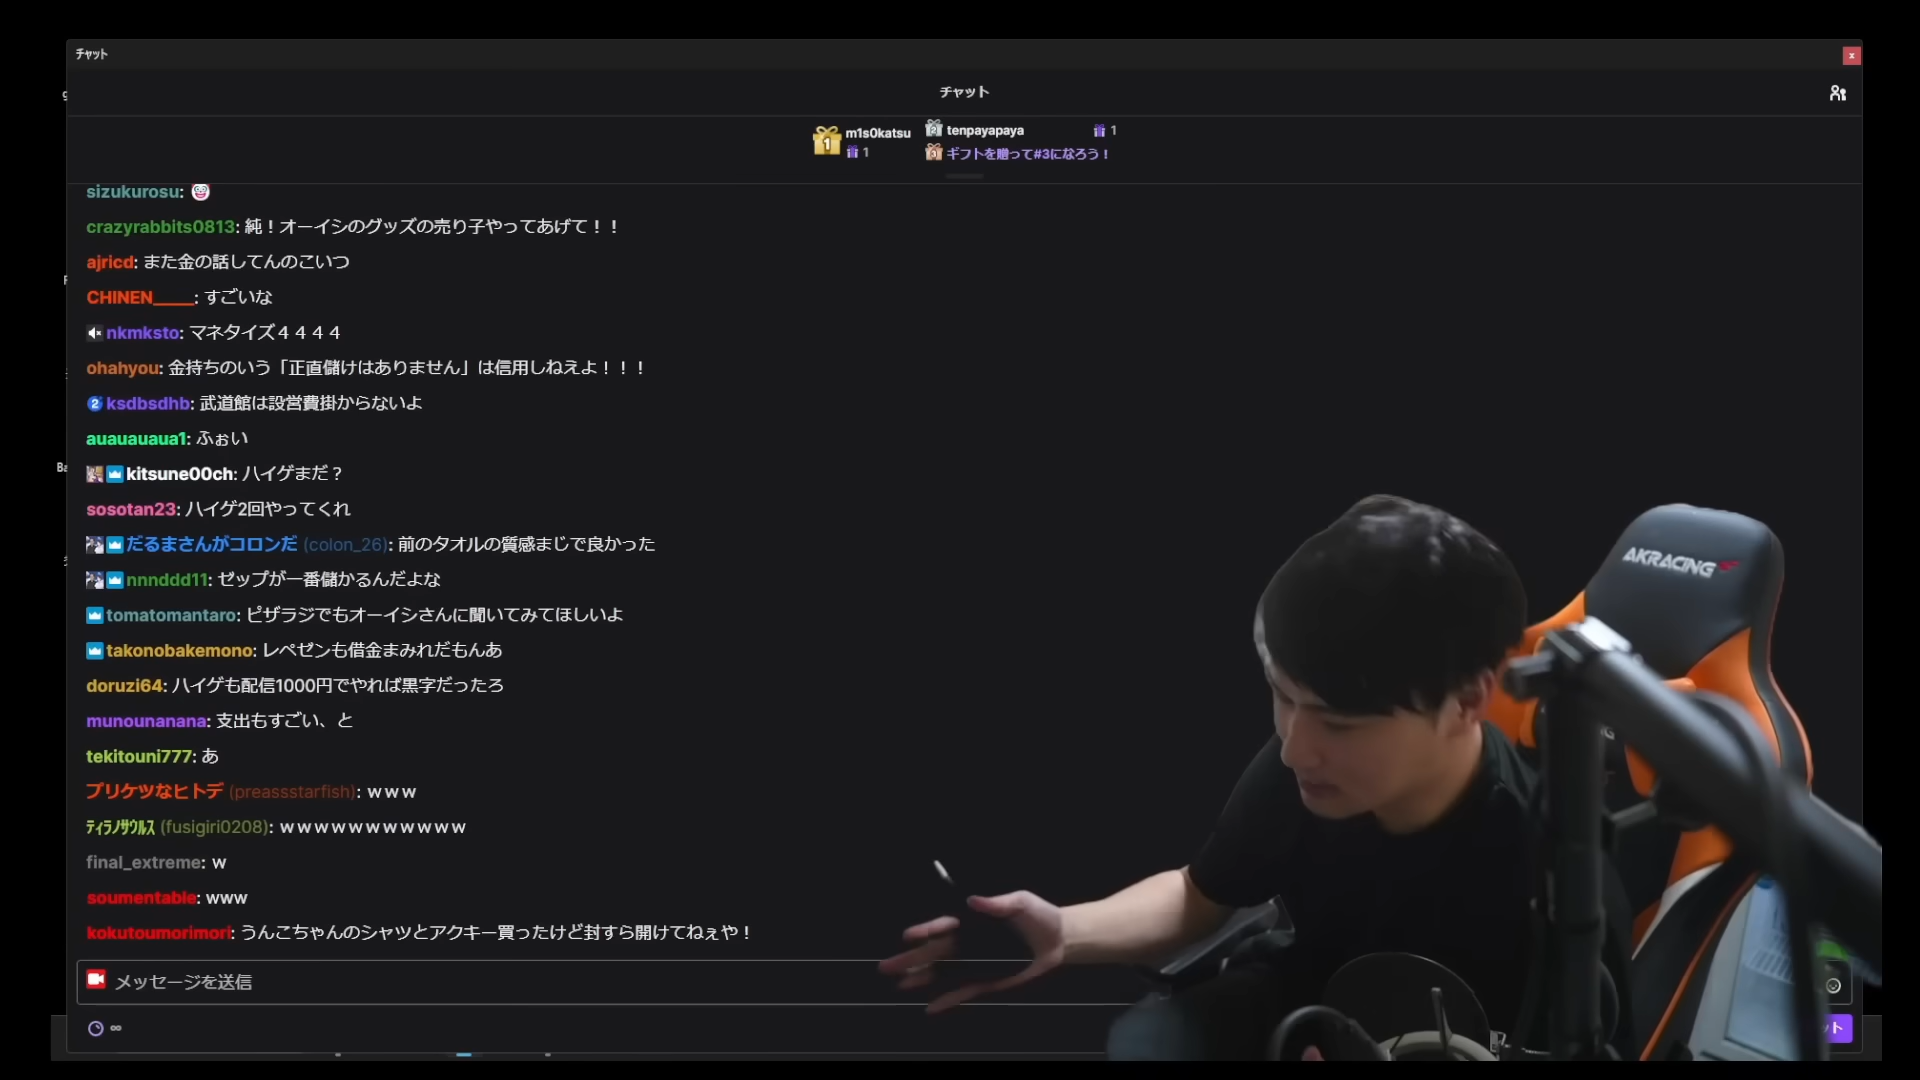 チャット
チャット
m1s0katsu
1
tenpayapaya 1
ギフトを贈って#3になろう！
sizukurosu:
crazyrabbits0813: 純！オーイシのグッズの売り子やってあげて！！
ajricd: また金の話してんのこいつ
CHINEN____: すごいな
nkmksto: マネタイズ４４４４
ohahyou: 金持ちのいう「正直儲けはありません」は信用しねえよ！！！
ksdbsdhb: 武道館は設営費掛からないよ
auauauaua1: ふぉい
kitsune00ch: ハイゲまだ？
sosotan23: ハイゲ2回やってくれ
だるまさんがコロンだ (colon_26): 前のタオルの質感まじで良かった
nnnddd11: ゼップが一番儲かるんだよな
tomatomantaro: ピザラジでもオーイシさんに聞いてみてほしいよ
takonobakemono: レペゼンも借金まみれだもんあ
doruzi64: ハイゲも配信1000円でやれば黒字だったろ
munounanana: 支出もすごい、と
tekitouni777: あ
プリケツなヒトデ (preassstarfish): ｗｗｗ
ﾃｨﾗﾉｻｳﾙｽ (fusigiri0208): ｗｗｗｗｗｗｗｗｗｗｗ
final_extreme: w
soumentable: www
kokutoumorimori: うんこちゃんのシャツとアクキー買ったけど封すら開けてねぇや！
メッセージを送信
∞
ット
AKRACING